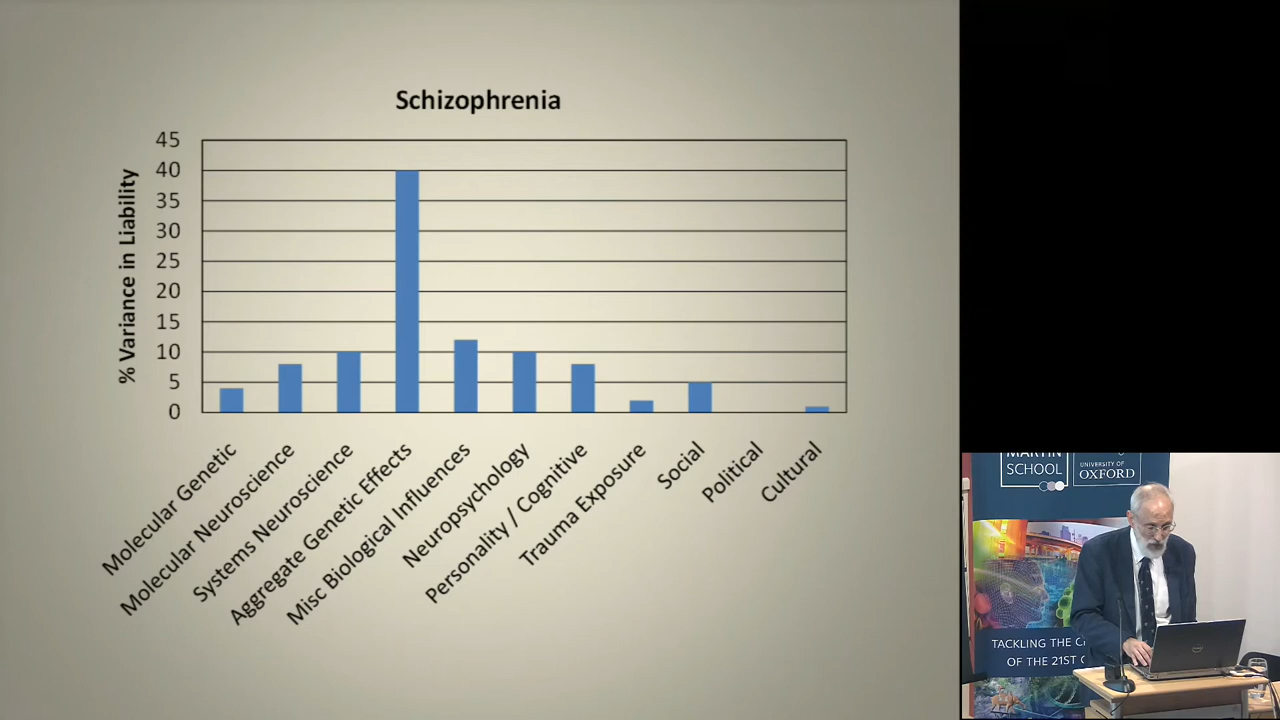 Schizophrenia
% Variance in Liability
45
40
35
30
25
20
15
10
5
0
Molecular Genetic
Molecular Neuroscience
Systems Neuroscience
Aggregate Genetic Effects
Misc Biological Influences
Neuropsychology
Personality / Cognitive
Trauma Exposure
Social
Political
Cultural
MARTIN
SCHOOL
UNIVERSITY OF
OXFORD
TACKLING THE
OF THE 21ST
DELL